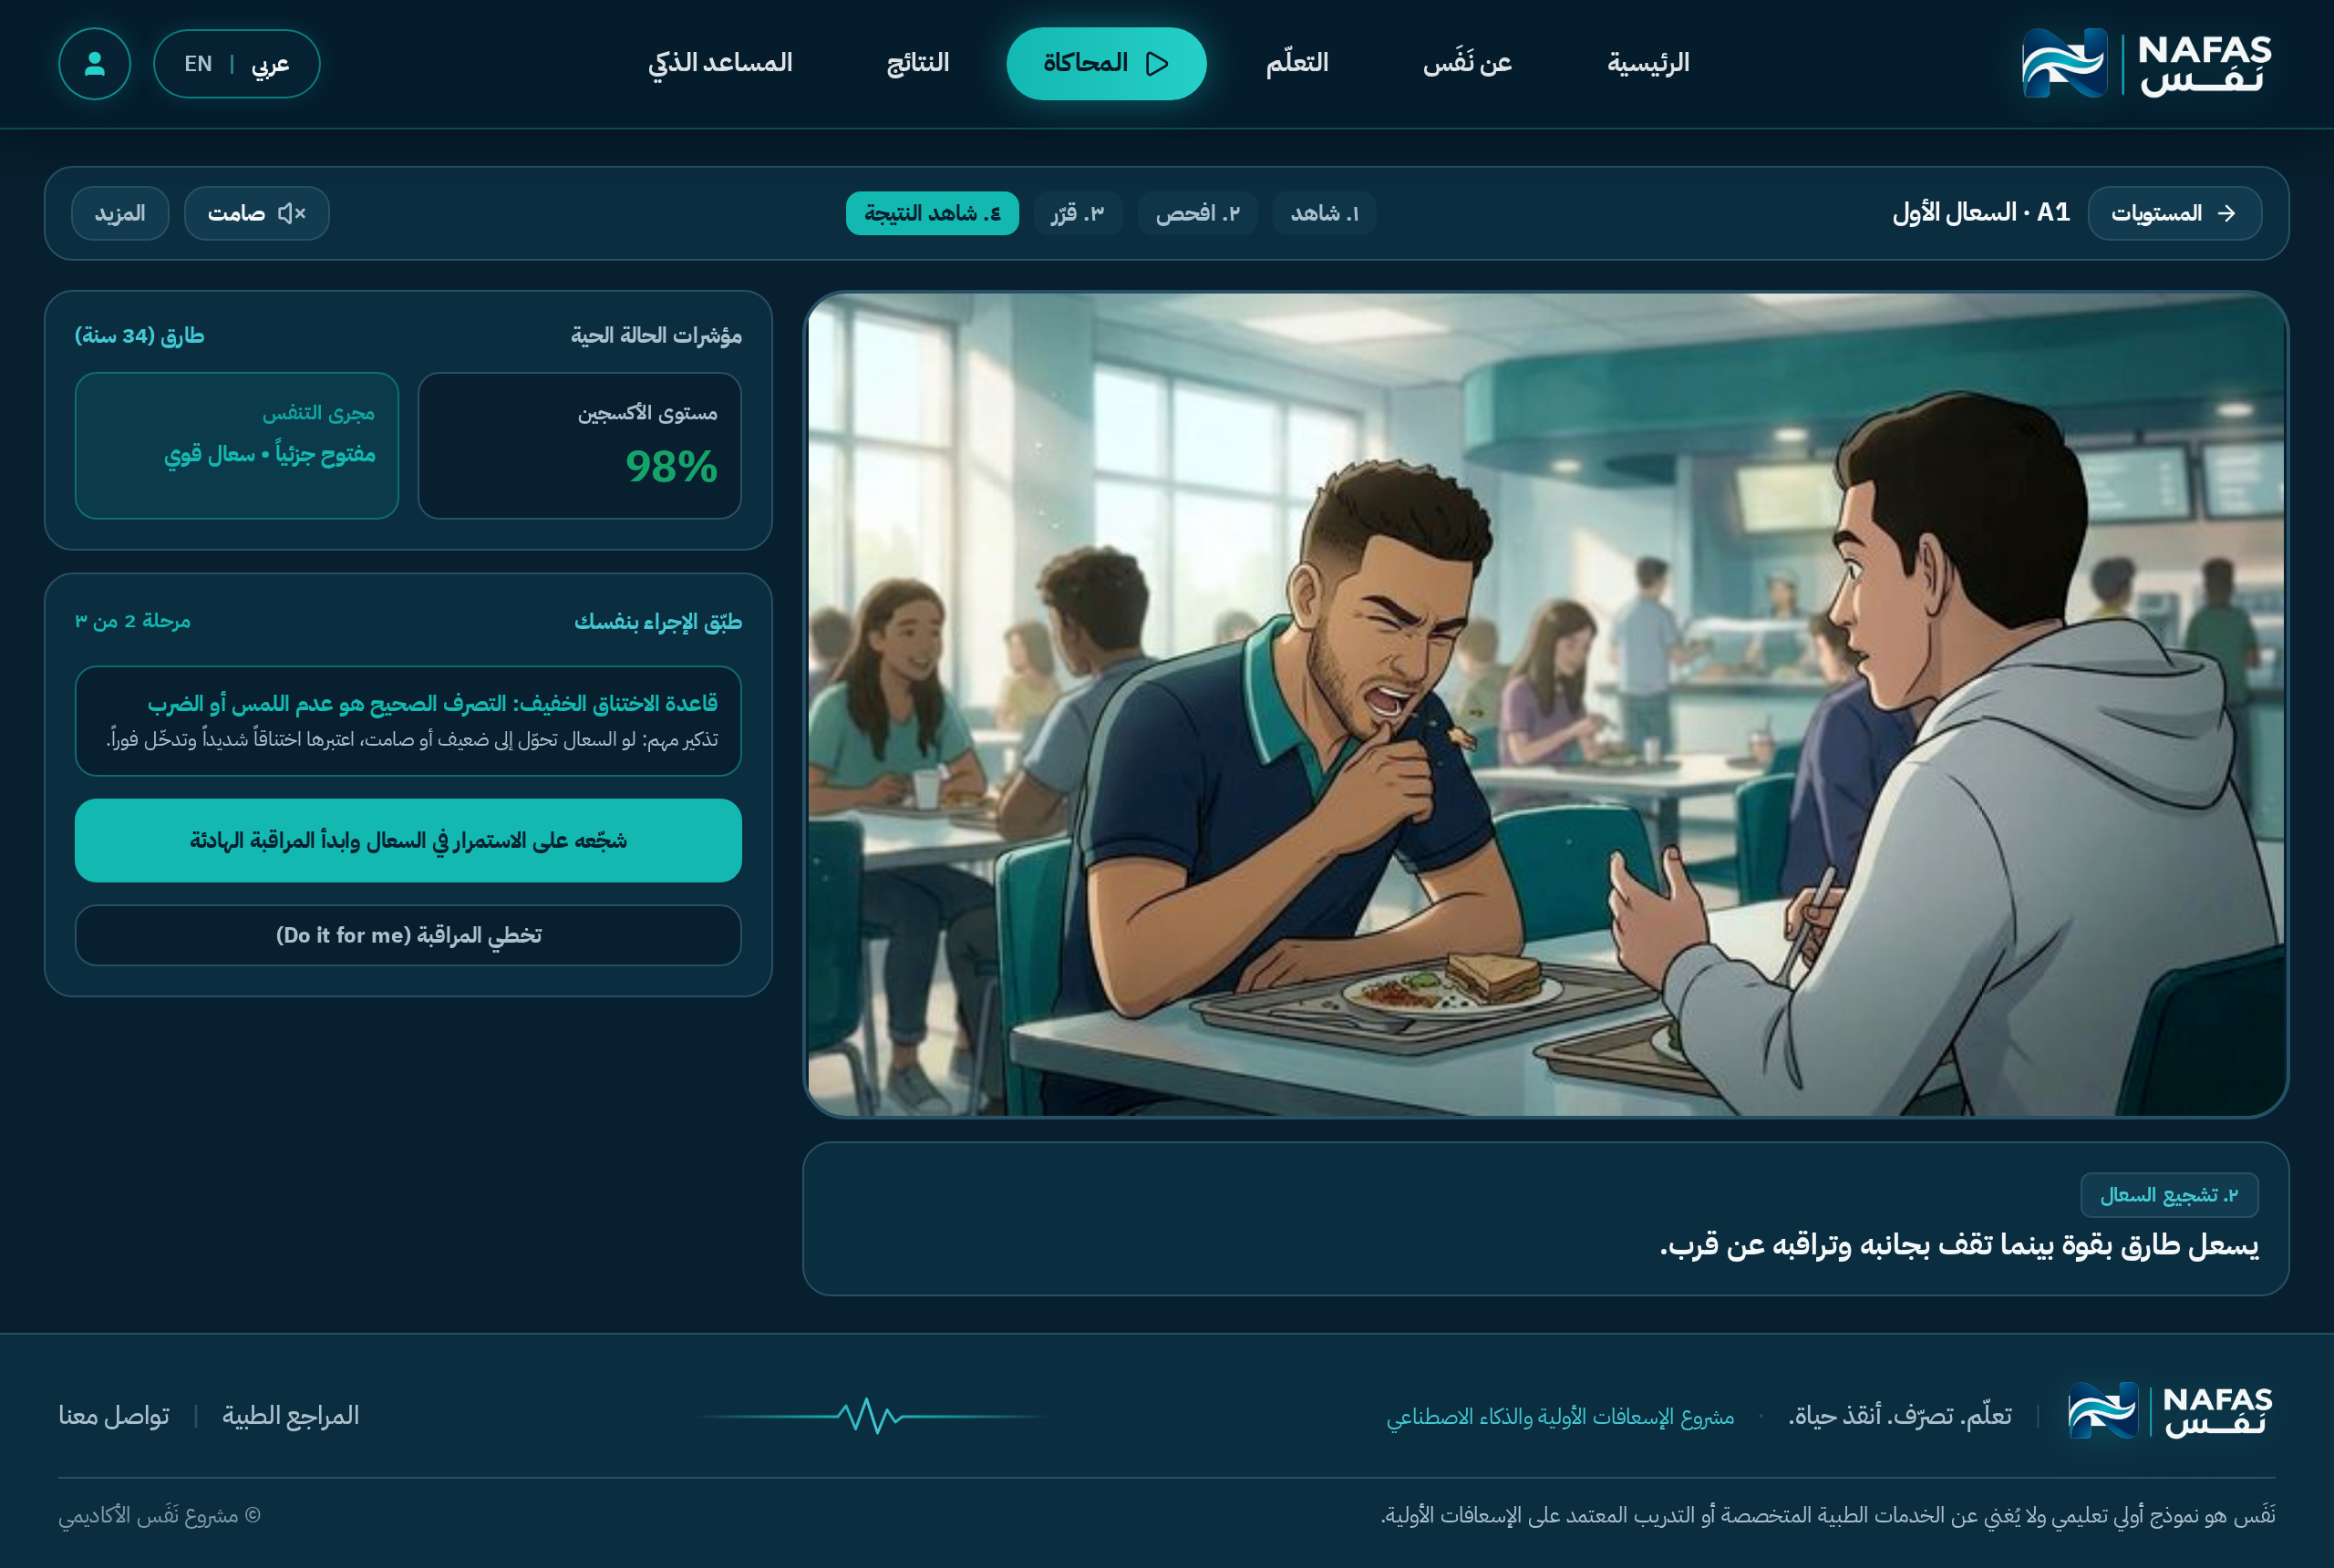 NAFAS
نَفَس
الرئيسية
عن نَفَس
التعلّم
المحاكاة
النتائج
المساعد الذكي
عربي | EN
المستويات
A1 · السعال الأول
١. شاهد
٢. افحص
٣. قرّر
٤. شاهد النتيجة
صامت
المزيد
مؤشرات الحالة الحية
طارق (34 سنة)
مستوى الأكسجين
98%
مجرى التنفس
مفتوح جزئياً • سعال قوي
طبّق الإجراء بنفسك
مرحلة 2 من ٣
قاعدة الاختناق الخفيف: التصرف الصحيح هو عدم اللمس أو الضرب
تذكير مهم: لو السعال تحوّل إلى ضعيف أو صامت، اعتبرها اختناقاً شديداً وتدخّل فوراً.
شجّعه على الاستمرار في السعال وابدأ المراقبة الهادئة
تخطي المراقبة (Do it for me)
٢. تشجيع السعال
يسعل طارق بقوة بينما تقف بجانبه وتراقبه عن قرب.
NAFAS
نَفَس
تعلّم. تصرّف. أنقذ حياة.
مشروع الإسعافات الأولية والذكاء الاصطناعي
المراجع الطبية | تواصل معنا
نَفَس هو نموذج أولي تعليمي ولا يُغني عن الخدمات الطبية المتخصصة أو التدريب المعتمد على الإسعافات الأولية.
© مشروع نَفَس الأكاديمي